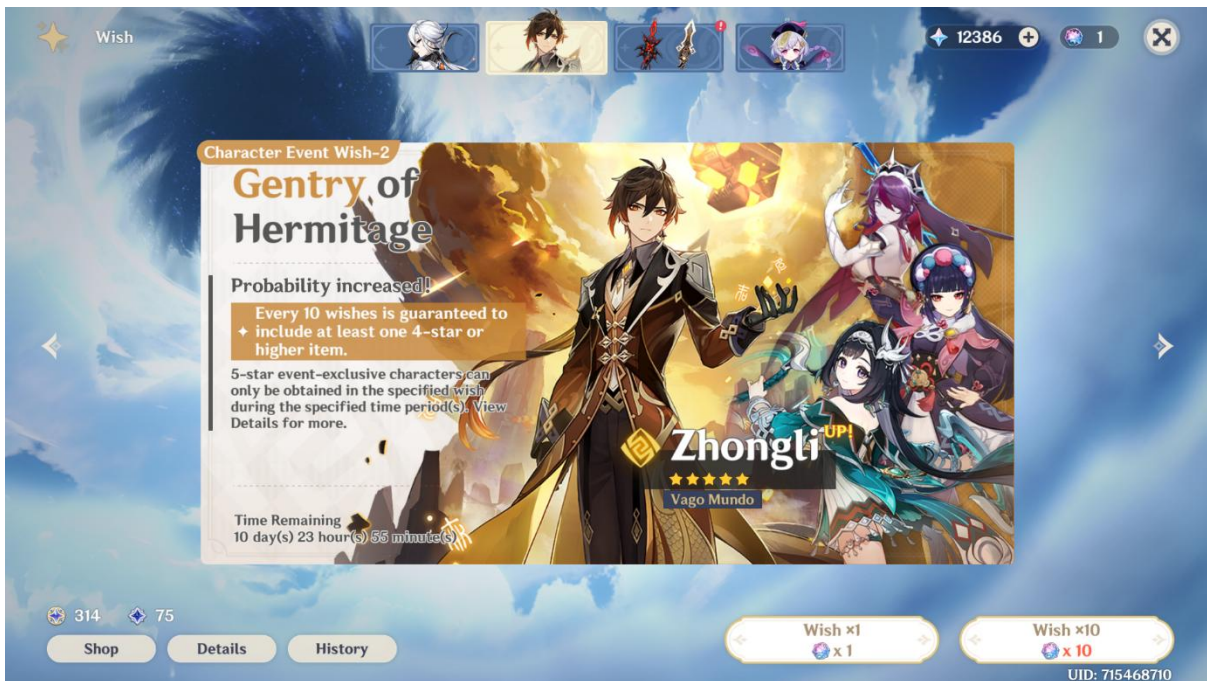 Wish
12386
1
Character Event Wish-2
Gentry of
Hermitage
Probability increased!
Every 10 wishes is guaranteed to
include at least one 4-star or
higher item.
5-star event-exclusive characters can
only be obtained in the specified wish
during the specified time period(s). View
Details for more.
Zhongli UP!
Vago Mundo
Time Remaining
10 day(s) 23 hour(s) 55 minute(s)
314 75
Shop Details History
Wish ×1
x 1
Wish ×10
x 10
UID: 715468710